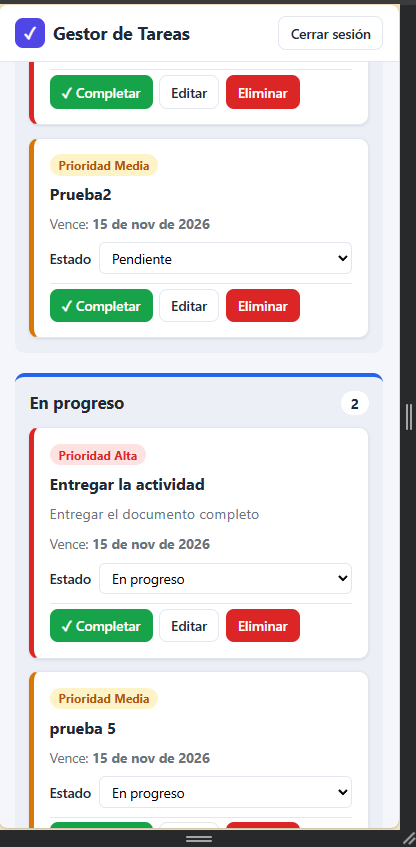 ✓ Gestor de Tareas Cerrar sesión
✓ Completar Editar Eliminar
Prioridad Media
Prueba2
Vence: 15 de nov de 2026
Estado Pendiente
✓ Completar Editar Eliminar
En progreso 2
Prioridad Alta
Entregar la actividad
Entregar el documento completo
Vence: 15 de nov de 2026
Estado En progreso
✓ Completar Editar Eliminar
Prioridad Media
prueba 5
Vence: 15 de nov de 2026
Estado En progreso